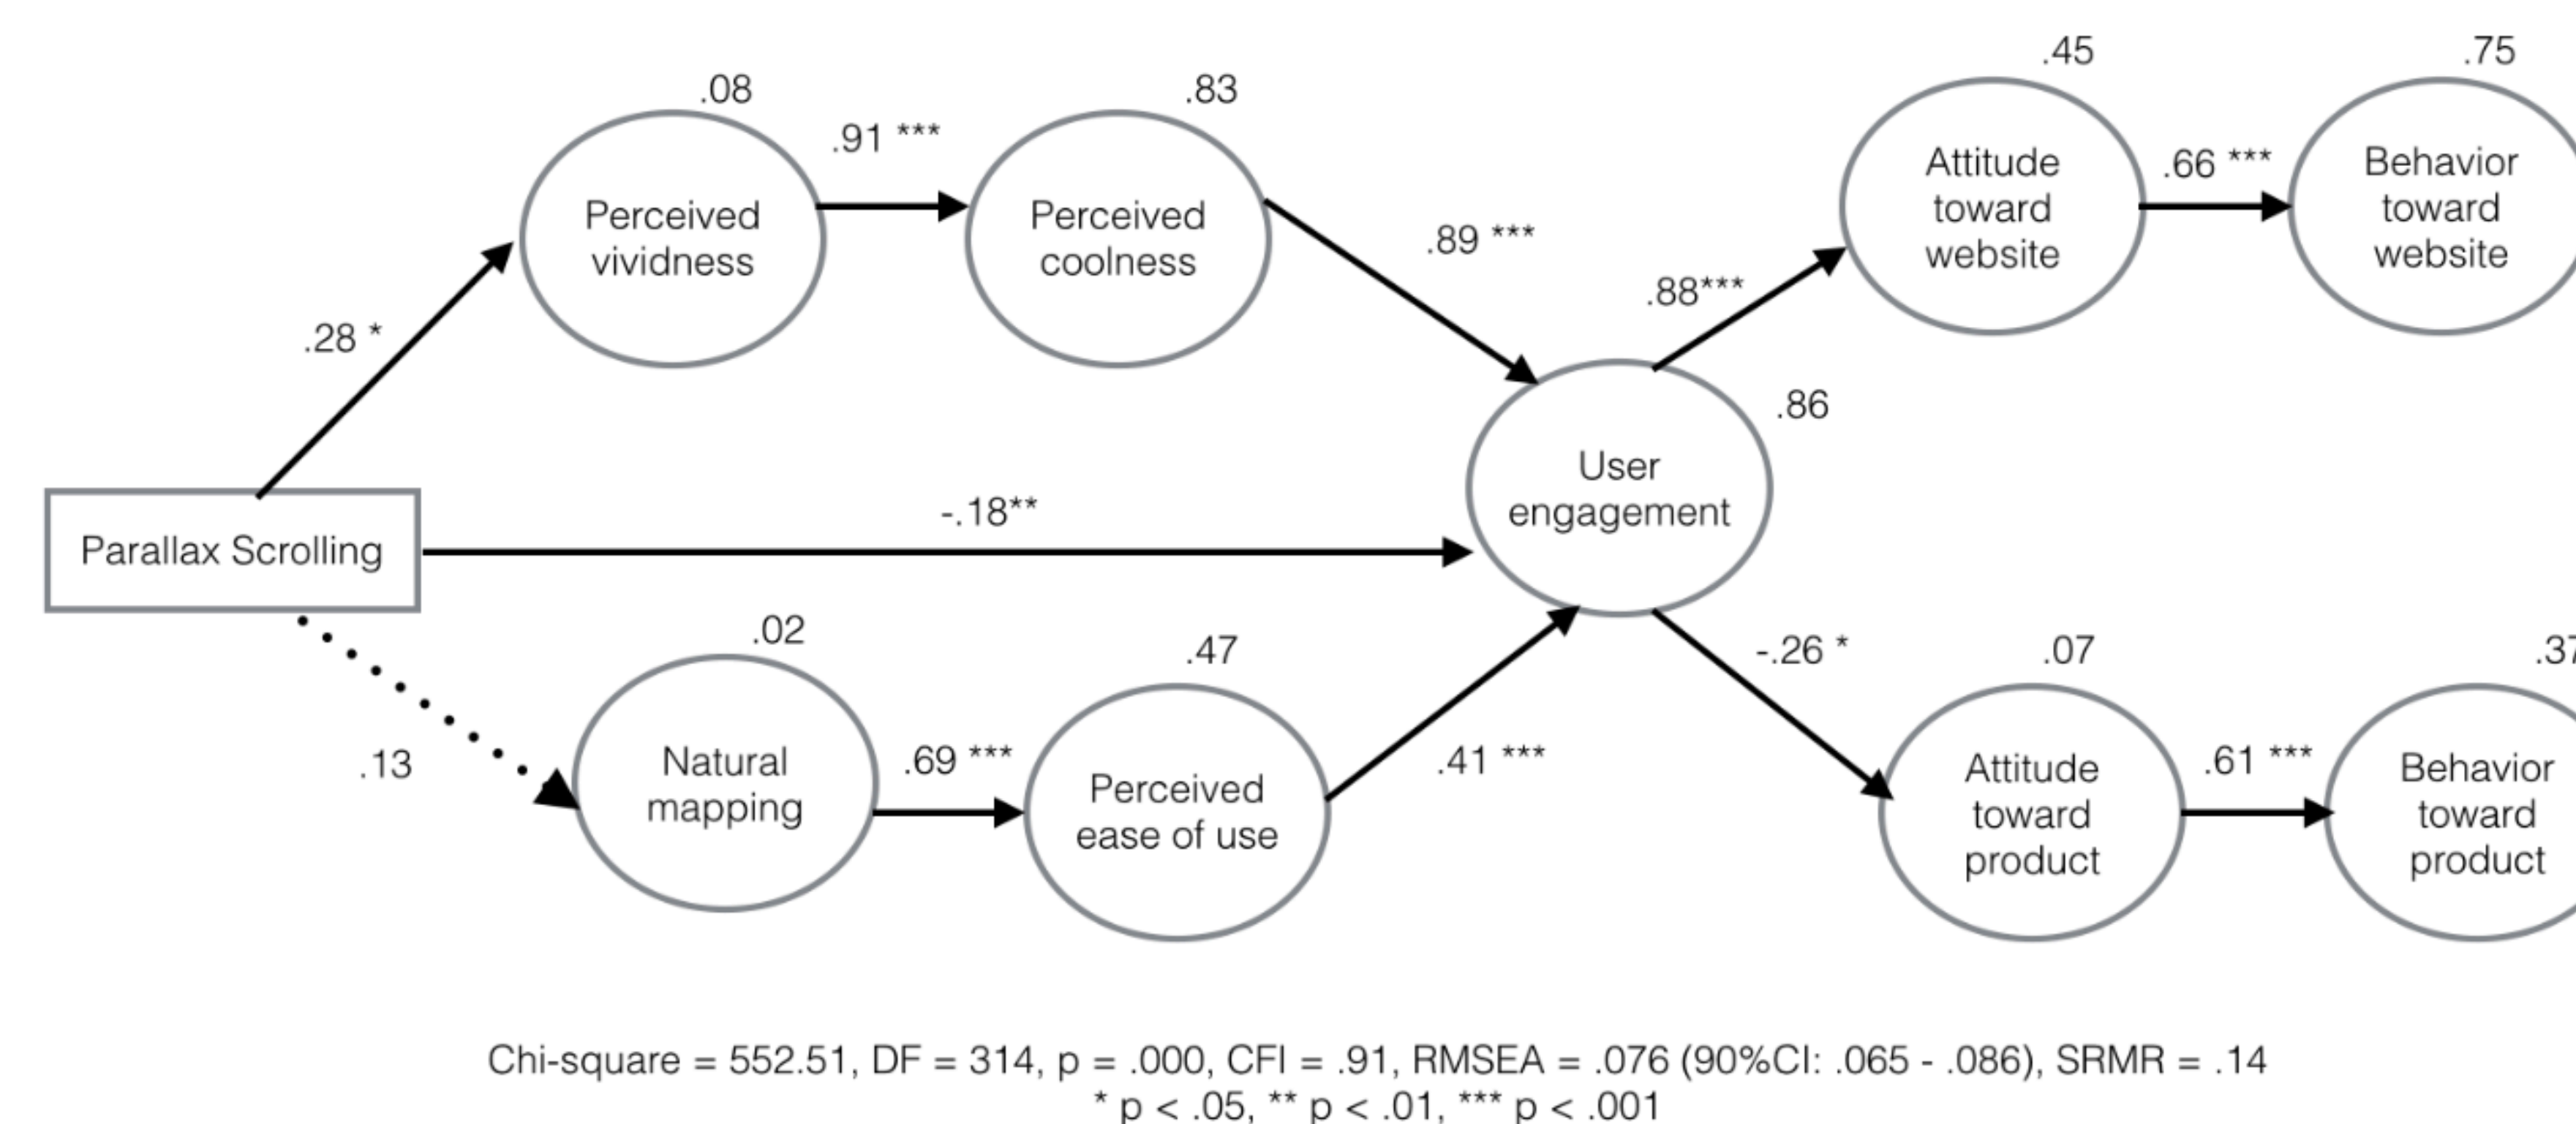 .45
.75
.08
.83
.91 ***
Attitude
toward
website
.66 ***
Behavior
toward
website
Perceived
vividness
Perceived
coolness
.89 ***
.88***
.28 *
.86
User
engagement
-.18**
Parallax Scrolling
.02
.47
-.26 *
.07
.37
.13
Natural
mapping
.69 ***
Perceived
ease of use
.41 ***
Attitude
toward
product
.61 ***
Behavior
toward
product
Chi-square = 552.51, DF = 314, p = .000, CFI = .91, RMSEA = .076 (90%CI: .065 - .086), SRMR = .14
* p < .05, ** p < .01, *** p < .001